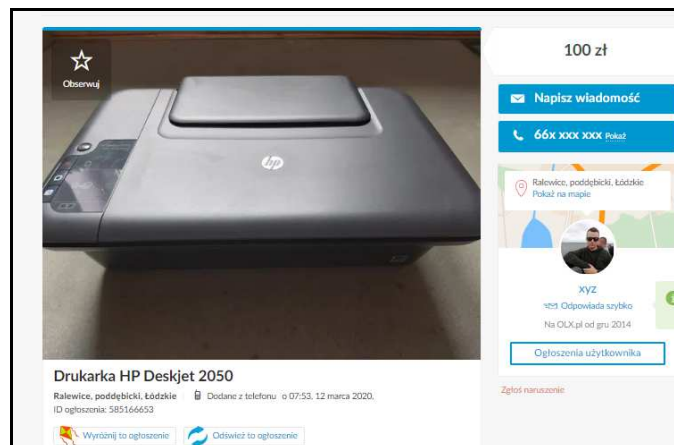 Obserwuj
hp
100 zł
Napisz wiadomość
66x xxx xxx Pokaż
Ralewice, poddębicki, Łódzkie
Pokaż na mapie
xyz
Odpowiada szybko
Na OLX.pl od gru 2014
Ogłoszenia użytkownika
Zgłoś naruszenie
Drukarka HP Deskjet 2050
Ralewice, poddębicki, Łódzkie Dodane z telefonu o 07:53, 12 marca 2020,
ID ogłoszenia: 585166653
Wyróżnij to ogłoszenie Odśwież to ogłoszenie